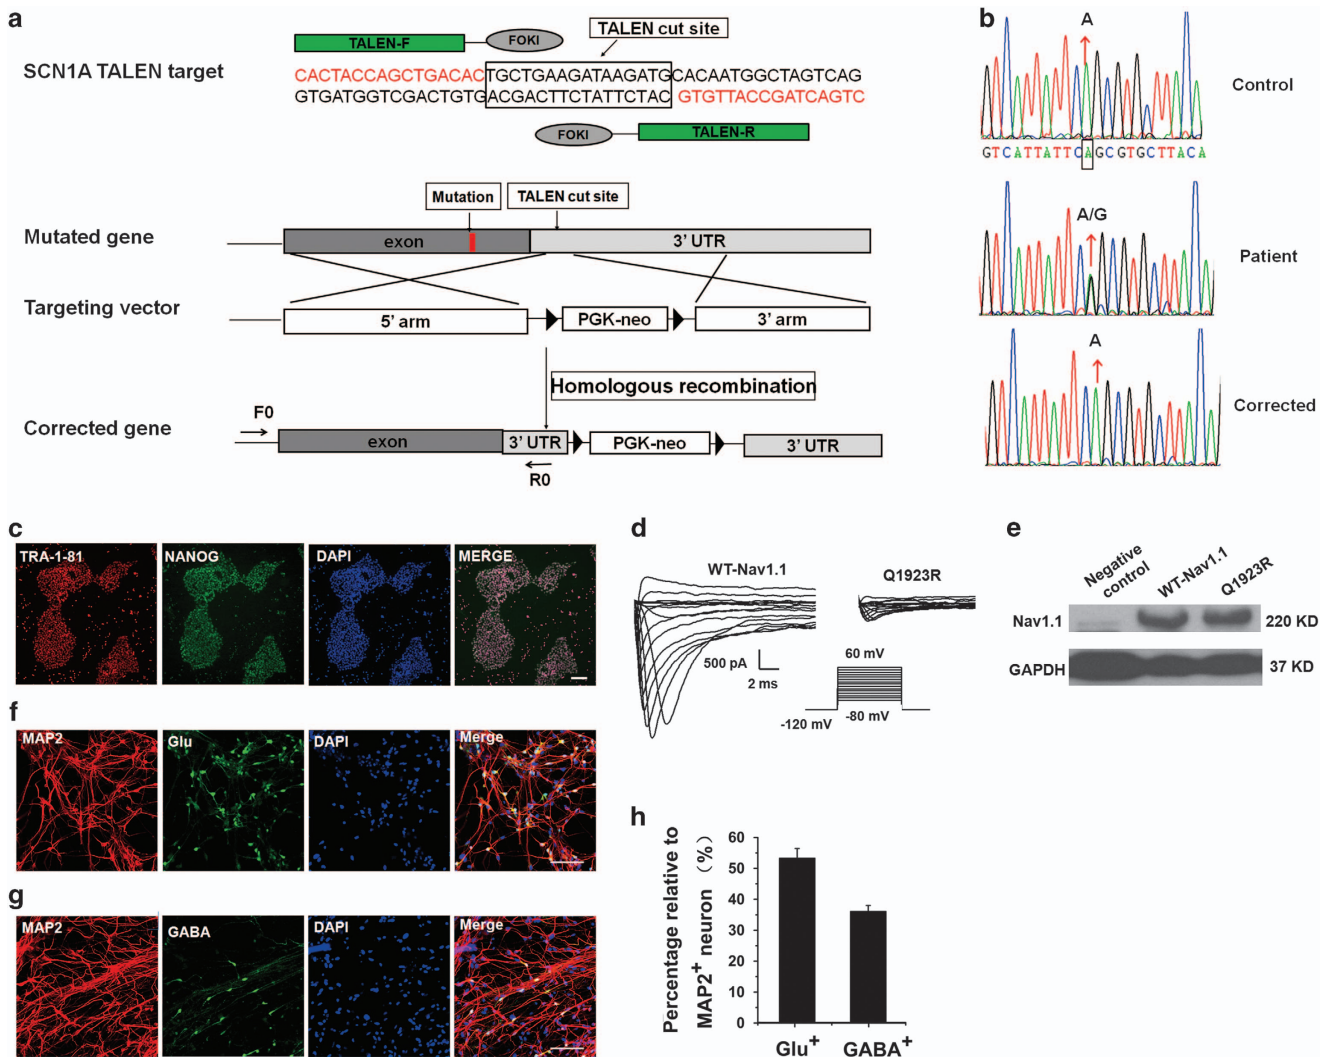 a
TALEN cut site
TALEN-F
FOKI
SCN1A TALEN target
CACTACCAGCTGACACTGCTGAAGATAAGATGCACAATGGCTAGTCAG
GTGATGGTCGACTGTGACGACTTCTATTCTAC GTGTTACCGATCAGTC
FOKI
TALEN-R
Mutation
TALEN cut site
Mutated gene
exon
3' UTR
Targeting vector
5' arm
PGK-neo
3' arm
Homologous recombination
F0
Corrected gene
exon
3' UTR
PGK-neo
3' UTR
R0
b
A
Control
GTCATTATTCAGCGTGCTTACA
A/G
Patient
A
Corrected
c
TRA-1-81
NANOG
DAPI
MERGE
d
WT-Nav1.1
Q1923R
500 pA
2 ms
60 mV
-80 mV
-120 mV
e
Negative control
WT-Nav1.1
Q1923R
Nav1.1
220 KD
GAPDH
37 KD
f
MAP2
Glu
DAPI
Merge
g
MAP2
GABA
DAPI
Merge
h
Percentage relative to
MAP2+ neuron (%)
60
50
40
30
20
10
0
Glu+
GABA+